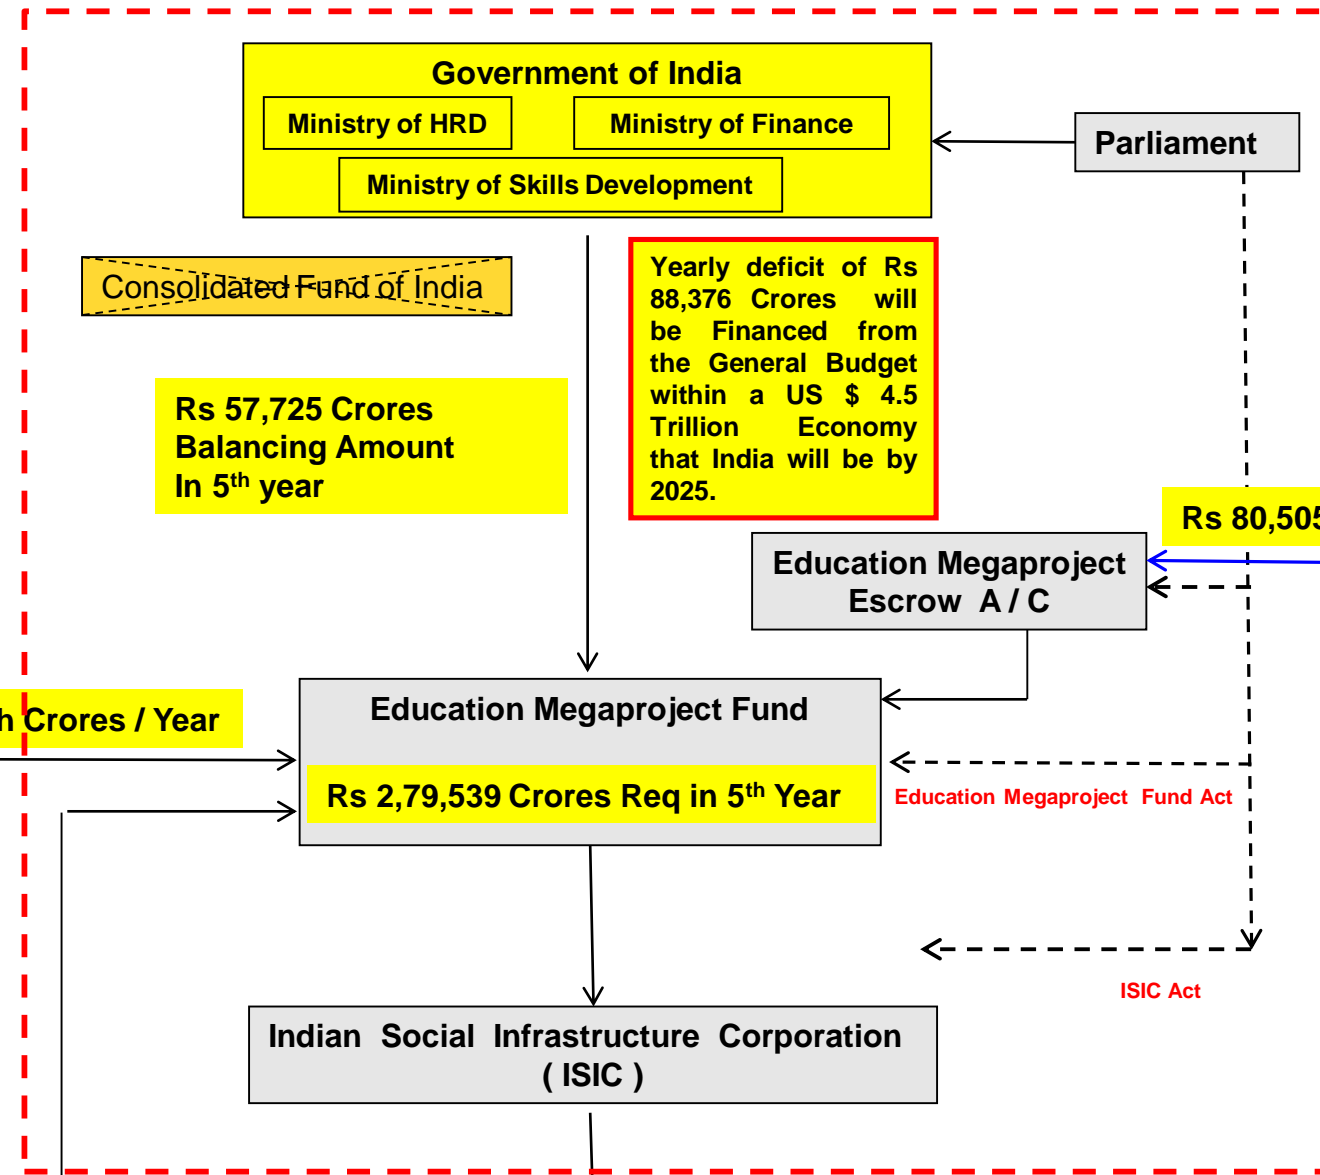 Government of India
Ministry of HRD
Ministry of Finance
Ministry of Skills Development
Parliament
Consolidated Fund of India
Yearly deficit of Rs
88,376 Crores will
be Financed from
the General Budget
within a US $ 4.5
Trillion Economy
that India will be by
2025.
Rs 57,725 Crores
Balancing Amount
In 5th year
Rs 80,505
Education Megaproject
Escrow A / C
Crores / Year
Education Megaproject Fund
Rs 2,79,539 Crores Req in 5th Year
Education Megaproject Fund Act
ISIC Act
Indian Social Infrastructure Corporation
( ISIC )